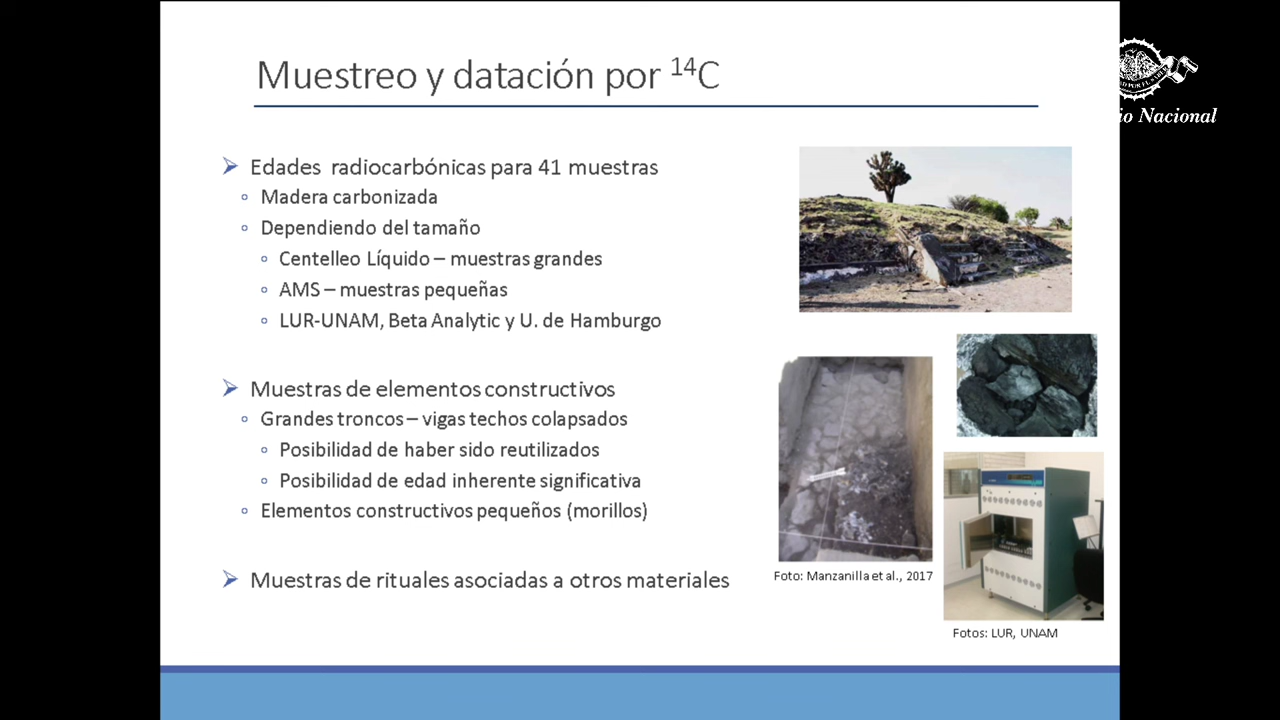 Muestreo y datación por ¹⁴C
➢ Edades radiocarbónicas para 41 muestras
◦ Madera carbonizada
◦ Dependiendo del tamaño
◦ Centelleo Líquido – muestras grandes
◦ AMS – muestras pequeñas
◦ LUR-UNAM, Beta Analytic y U. de Hamburgo
➢ Muestras de elementos constructivos
◦ Grandes troncos – vigas techos colapsados
◦ Posibilidad de haber sido reutilizados
◦ Posibilidad de edad inherente significativa
◦ Elementos constructivos pequeños (morillos)
➢ Muestras de rituales asociadas a otros materiales
Foto: Manzanilla et al., 2017
Fotos: LUR, UNAM
io Nacional